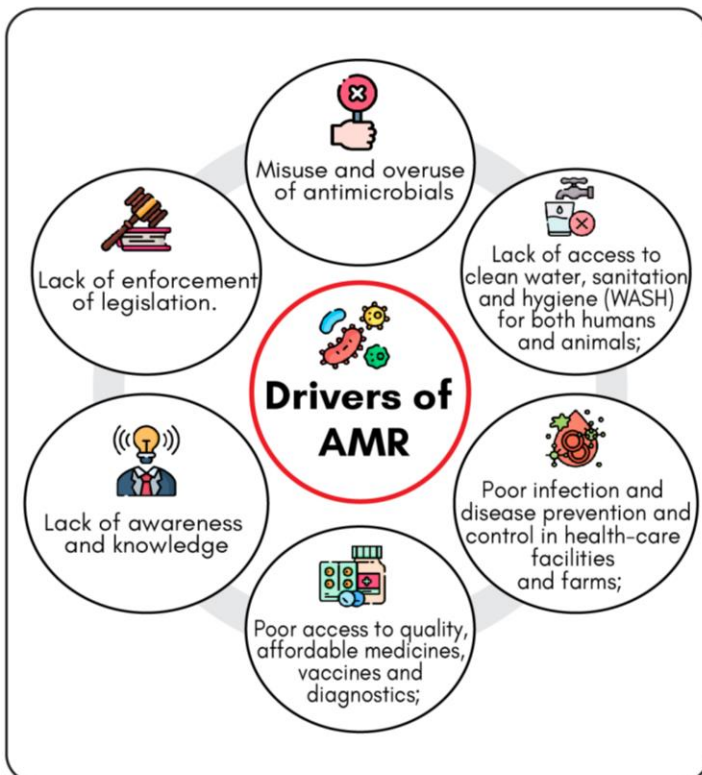 Misuse and overuse
of antimicrobials
Lack of access to
clean water, sanitation
and hygiene (WASH)
for both humans
and animals;
Poor infection and
disease prevention and
control in health-care
facilities
and farms;
Poor access to quality,
affordable medicines,
vaccines and
diagnostics;
Lack of awareness
and knowledge
Lack of enforcement
of legislation.
Drivers of
AMR